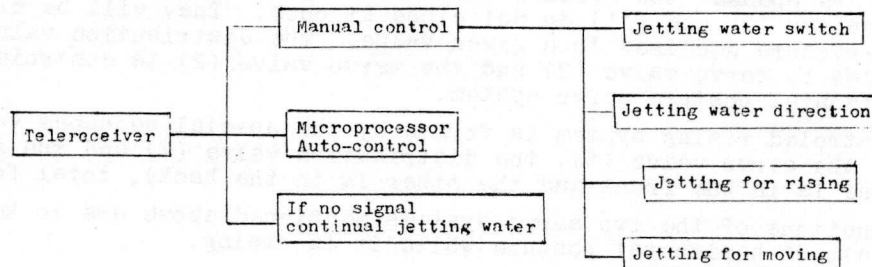 Manual control
Jetting water switch
Teleroceiver
Microprocessor
Auto-control
Jetting water direction
Jetting for rising
If no signal
continual jetting water
Jetting for moving